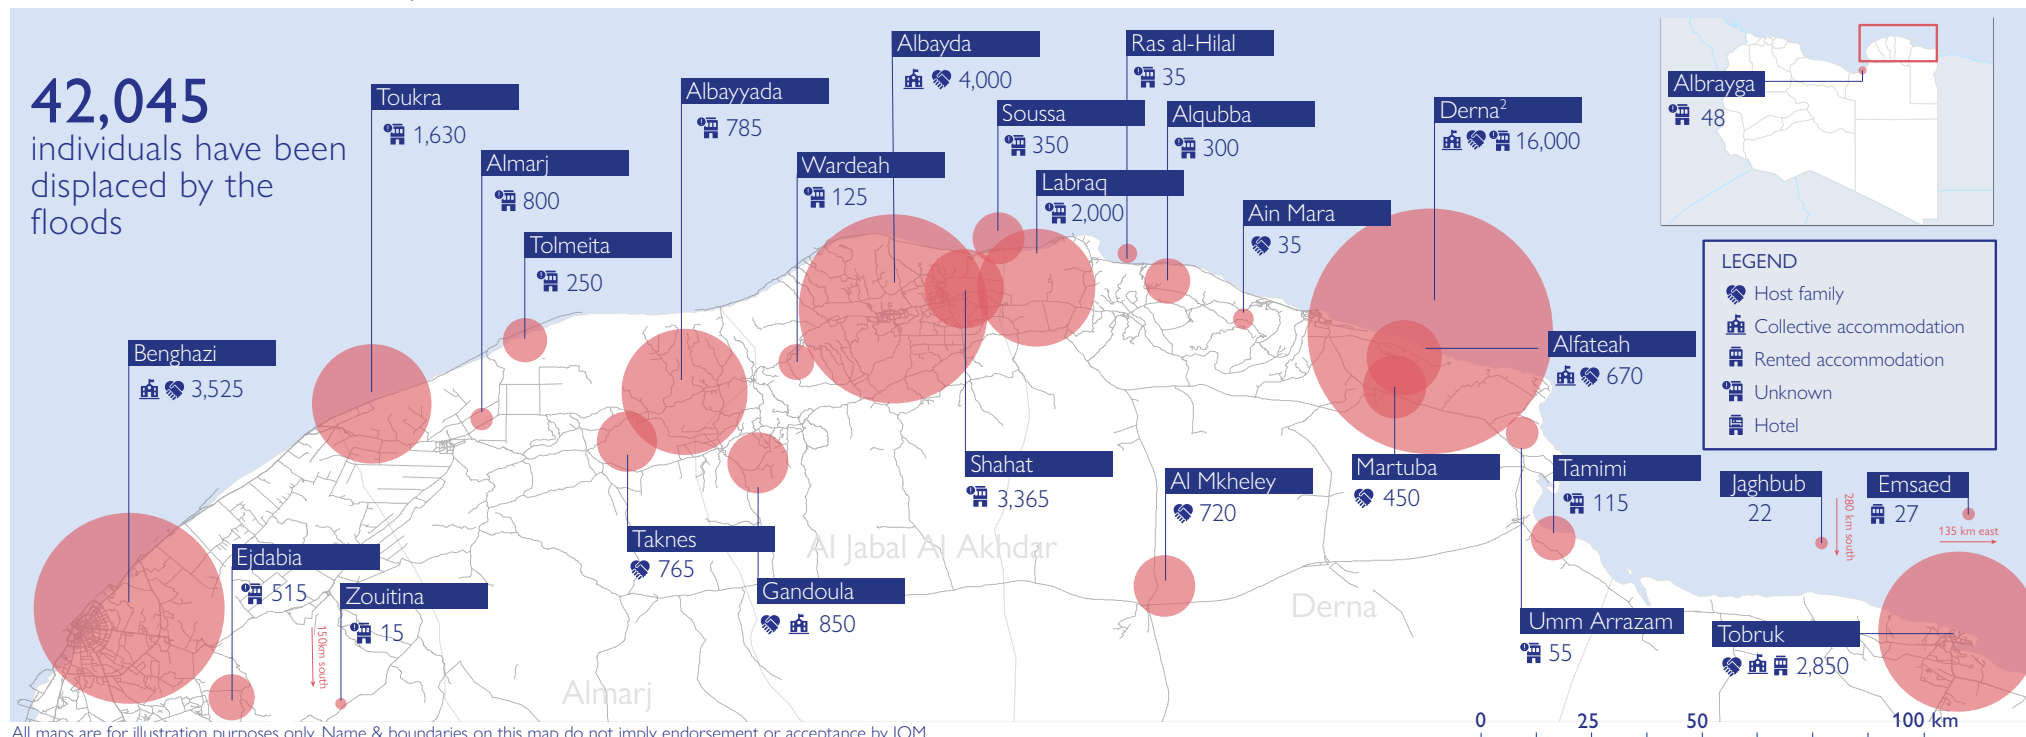 42,045
individuals have been
displaced by the
floods
Toukra
1,630
Almarj
800
Tolmeita
250
Benghazi
3,525
Ejdabia
515
150km south
Zouitina
15
Albayyada
785
Wardeah
125
Albayda
4,000
Soussa
350
Labraq
2,000
Ras al-Hilal
35
Alqubba
300
Ain Mara
35
Derna2
16,000
Alfateah
670
Martuba
450
Tamimi
115
Umm Arrazam
55
Al Mkheley
720
Shahat
3,365
Taknes
765
Gandoula
850
Al Jabal Al Akhdar
Almarj
Derna
Albrayga
48
LEGEND
Host family
Collective accommodation
Rented accommodation
Unknown
Hotel
Jaghbub
22
280 km south
Emsaed
27
135 km east
Tobruk
2,850
0 25 50 100 km
All maps are for illustration purposes only. Name & boundaries on this map do not imply endorsement or acceptance by IOM